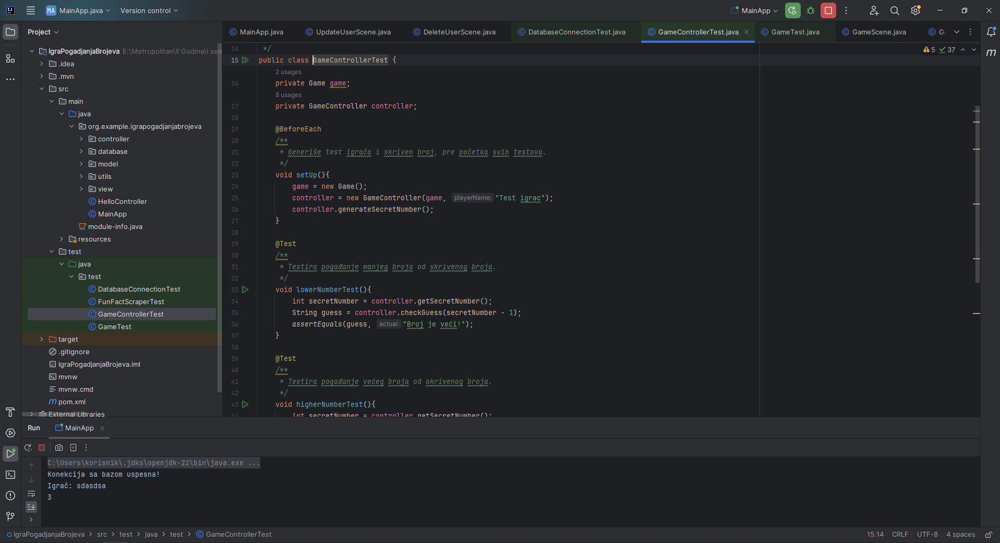 MA MainApp.java Version control MainApp
Project
MainApp.java UpdateUserScene.java DeleteUserScene.java DatabaseConnectionTest.java GameControllerTest.java GameTest.java GameScene.java
IgraPogadjanjaBrojeva E:\Metropolitan\II Godina\I sem
.idea
.mvn
src
main
java
org.example.igrapogadjanjabrojeva
controller
database
model
utils
view
HelloController
MainApp
module-info.java
resources
test
java
test
DatabaseConnectionTest
FunFactScraperTest
GameControllerTest
GameTest
target
.gitignore
IgraPogadjanjaBrojeva.iml
mvnw
mvnw.cmd
pom.xml
External Libraries
5 37
14 */
15 public class GameControllerTest {
2 usages
16 private Game game;
8 usages
17 private GameController controller;
18
19 @BeforeEach
20 /**
21 * Generiše test igrača i skriven broj, pre početka svih testova.
22 */
23 void setUp(){
24 game = new Game();
25 controller = new GameController(game, playerName: "Test igrac");
26 controller.generateSecretNumber();
27 }
28
29 @Test
30 /**
31 * Testira pogađanje manjeg broja od skrivenog broja.
32 */
33 void lowerNumberTest(){
34 int secretNumber = controller.getSecretNumber();
35 String guess = controller.checkGuess(secretNumber - 1);
36 assertEquals(guess, actual: "Broj je veći!");
37 }
38
39 @Test
40 /**
41 * Testira pogađanje većeg broja od skrivenog broja.
42 */
43 void higherNumberTest(){
44 int secretNumber = controller.getSecretNumber();
Run MainApp
C:\Users\korisnik\.jdks\openjdk-22\bin\java.exe ...
Konekcija sa bazom uspesna!
Igrač: sdasdsa
3
IgraPogadjanjaBrojeva > src > test > java > test > GameControllerTest
15:14 CRLF UTF-8 4 spaces